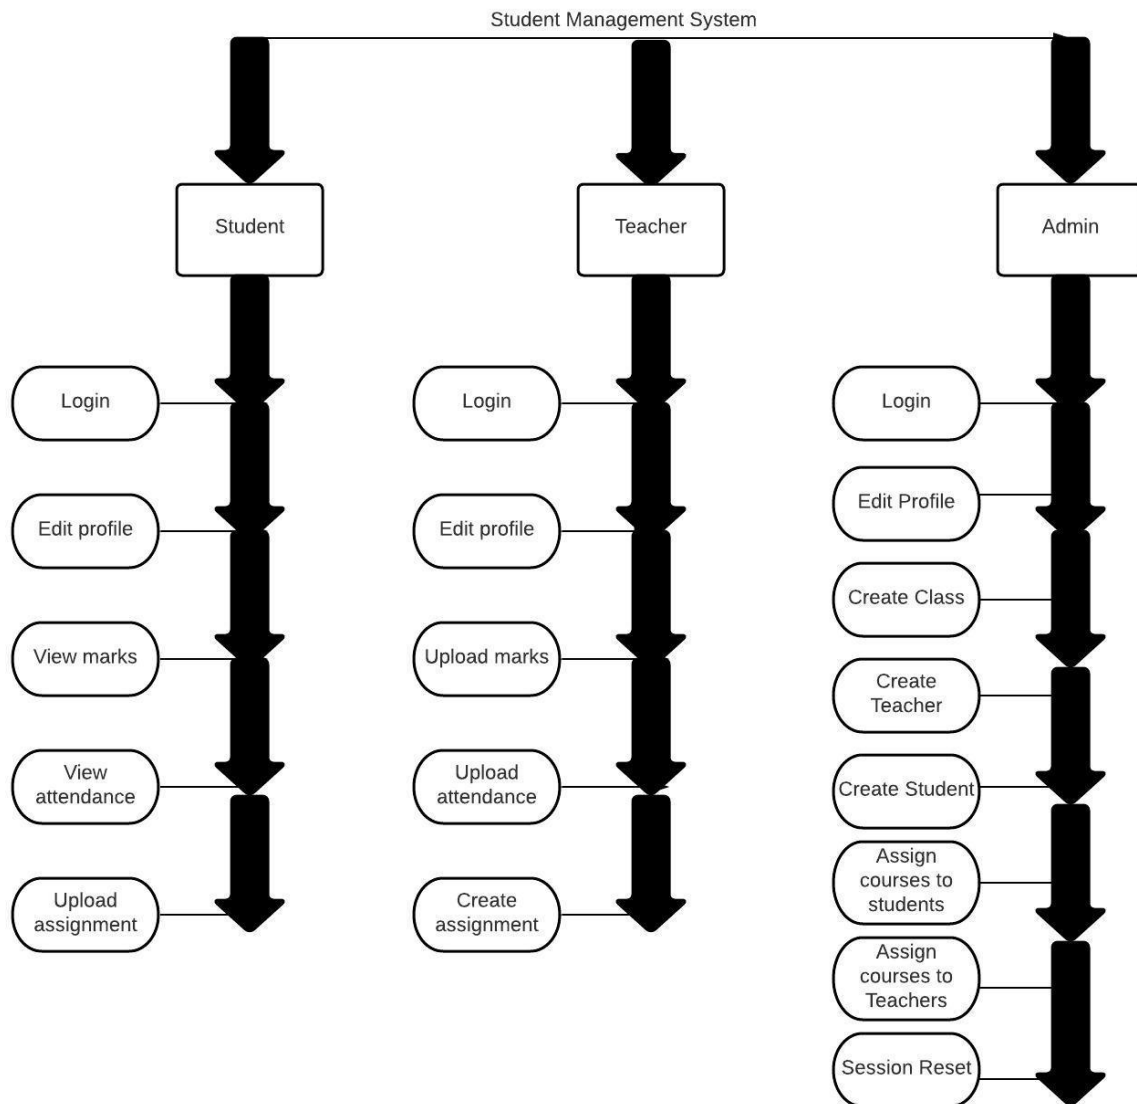 Student Management System
Student
Teacher
Admin
Login
Login
Login
Edit profile
Edit profile
Edit Profile
Create Class
View marks
Upload marks
Create
Teacher
View
attendance
Upload
attendance
Create Student
Assign
courses to
students
Upload
assignment
Create
assignment
Assign
courses to
Teachers
Session Reset